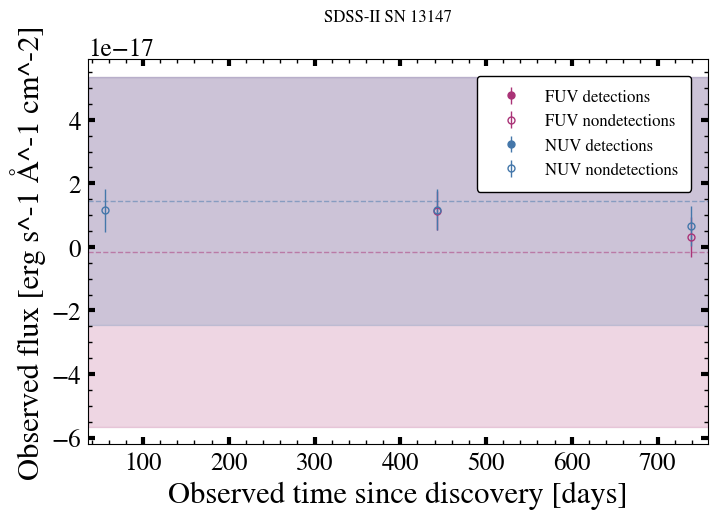 SDSS-II SN 13147
1e−17
FUV detections
FUV nondetections
NUV detections
NUV nondetections
4
2
0
−2
−4
−6
Observed flux [erg s^-1 Å^-1 cm^-2]
100 200 300 400 500 600 700
Observed time since discovery [days]